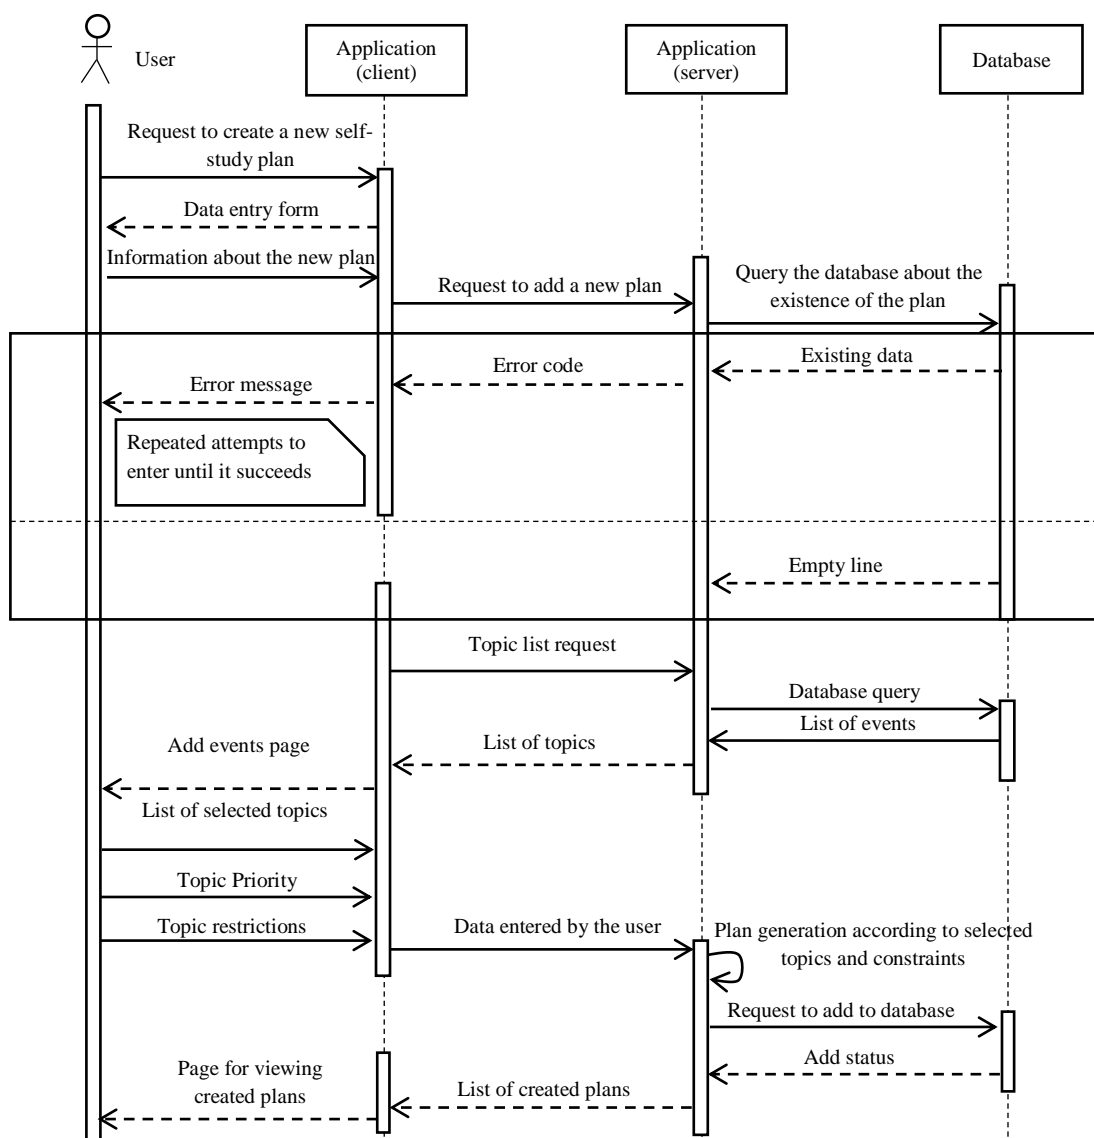 User
Application
(client)
Application
(server)
Database
Request to create a new self-
study plan
Data entry form
Information about the new plan
Request to add a new plan
Query the database about the
existence of the plan
Existing data
Error code
Error message
Repeated attempts to
enter until it succeeds
Empty line
Topic list request
Database query
List of events
List of topics
Add events page
List of selected topics
Topic Priority
Topic restrictions
Data entered by the user
Plan generation according to selected
topics and constraints
Request to add to database
Add status
List of created plans
Page for viewing
created plans